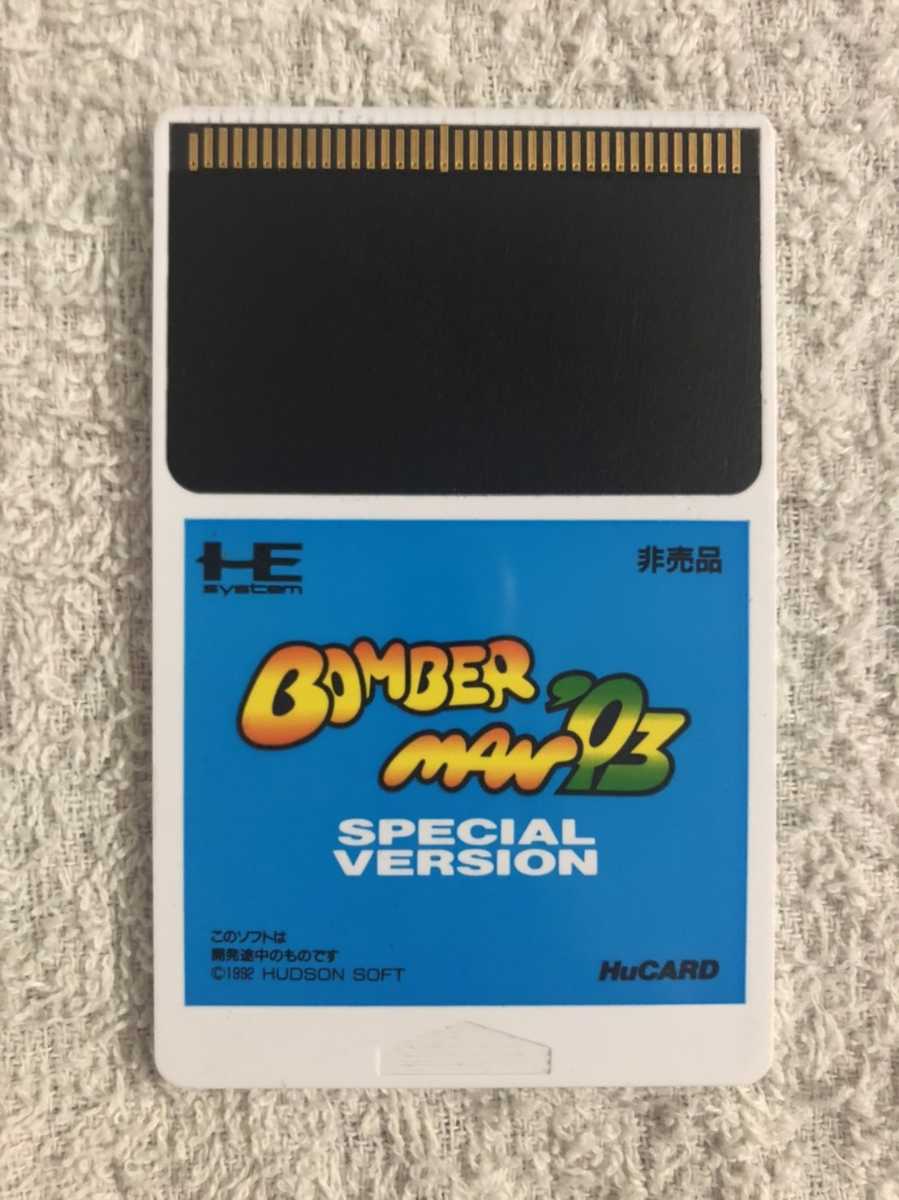 HE
system
非売品
BOMBER
MAN '93
SPECIAL
VERSION
このソフトは
開発途中のものです
©1992 HUDSON SOFT
HuCARD